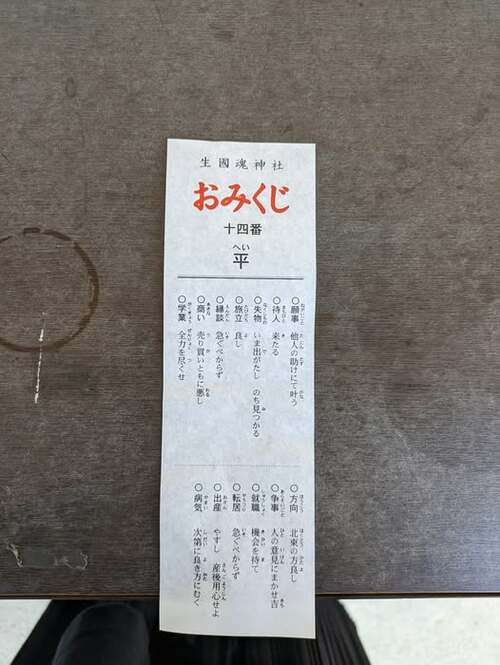 生國魂神社
おみくじ
十四番
へい
平
○願事 他人の助けにて叶う
○待人 来たる
○失物 いま出がたし のち見つかる
○旅立 良し
○縁談 急ぐべからず
○商い 売り買いともに悪し
○学業 全力を尽くせ
○方向 北東の方良し
○争事 人の意見にまかせ吉
○就職 機会を待て
○転居 急ぐべからず
○出産 やすし 産後用心せよ
○病気 次第に良き方にむく